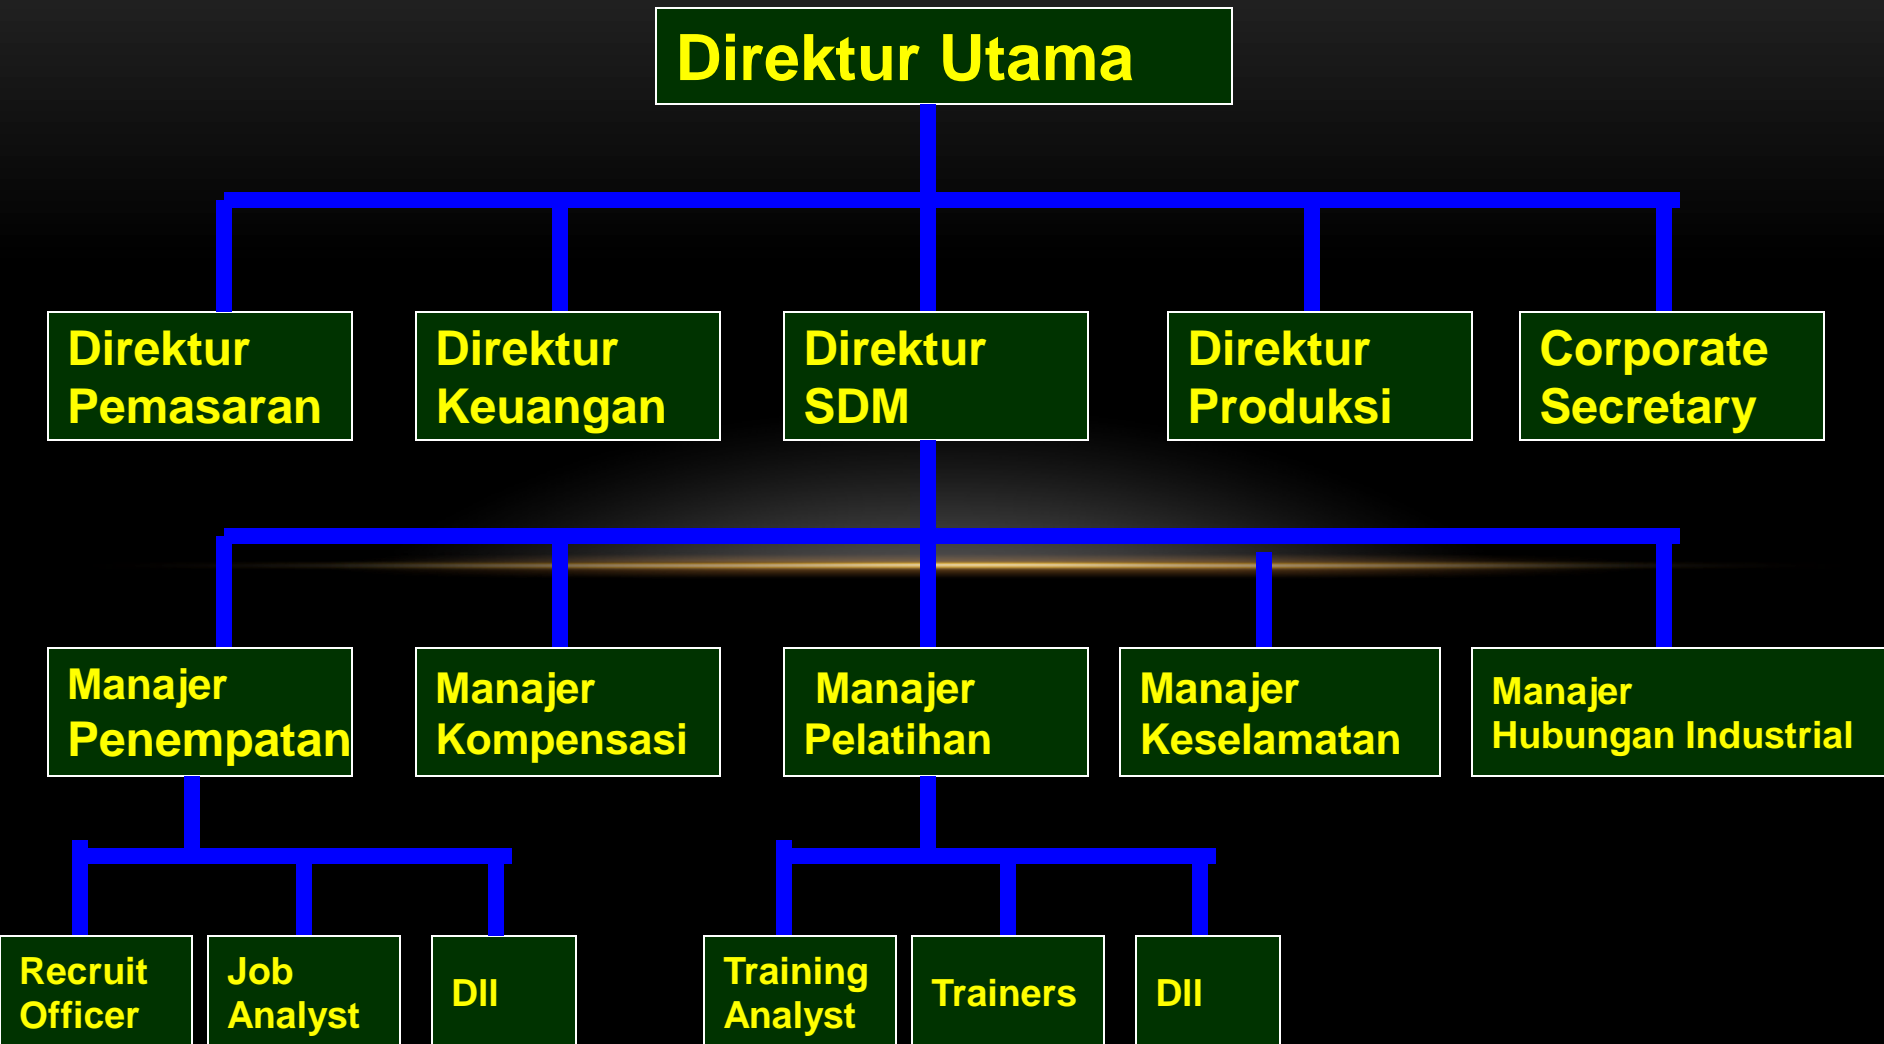 Direktur Utama
Direktur
Pemasaran
Direktur
Keuangan
Direktur
SDM
Direktur
Produksi
Corporate
Secretary
Manajer
Penempatan
Manajer
Kompensasi
Manajer
Pelatihan
Manajer
Keselamatan
Manajer
Hubungan Industrial
Recruit
Officer
Job
Analyst
Dll
Training
Analyst
Trainers
Dll